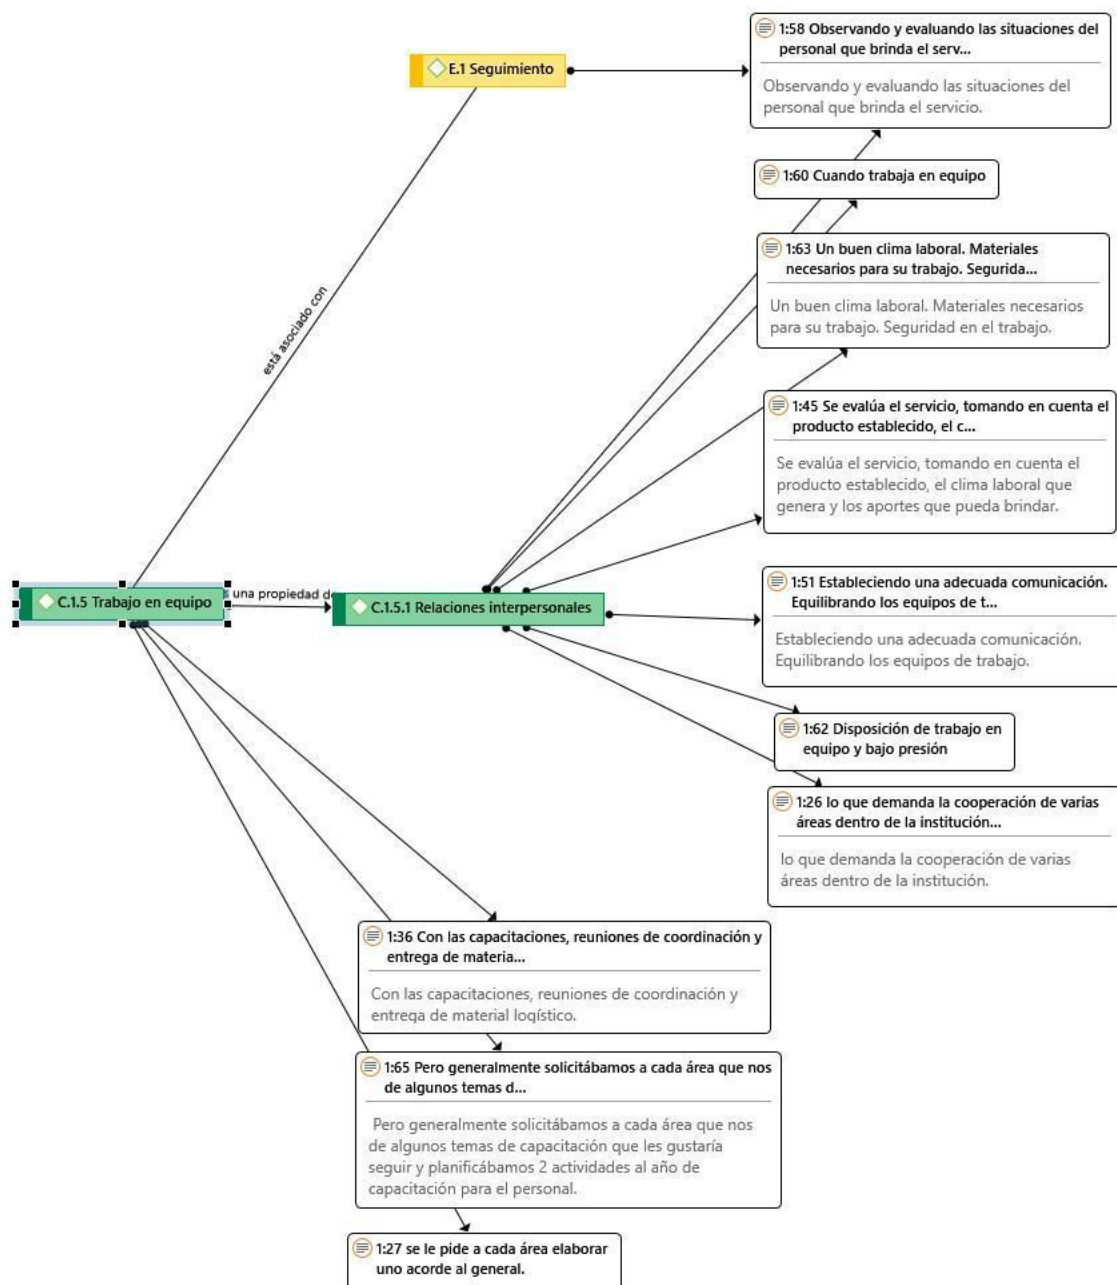 1:58 Observando y evaluando las situaciones del
personal que brinda el serv...
Observando y evaluando las situaciones del
personal que brinda el servicio.
E.1 Seguimiento
1:60 Cuando trabaja en equipo
1:63 Un buen clima laboral. Materiales
necesarios para su trabajo. Segurida...
Un buen clima laboral. Materiales necesarios
para su trabajo. Seguridad en el trabajo.
está asociado con
1:45 Se evalúa el servicio, tomando en cuenta el
producto establecido, el c...
Se evalúa el servicio, tomando en cuenta el
producto establecido, el clima laboral que
genera y los aportes que pueda brindar.
C.1.5 Trabajo en equipo
una propiedad de
C.1.5.1 Relaciones interpersonales
1:51 Estableciendo una adecuada comunicación.
Equilibrando los equipos de t...
Estableciendo una adecuada comunicación.
Equilibrando los equipos de trabajo.
1:62 Disposición de trabajo en
equipo y bajo presión
1:26 lo que demanda la cooperación de varias
áreas dentro de la institución...
lo que demanda la cooperación de varias
áreas dentro de la institución.
1:36 Con las capacitaciones, reuniones de coordinación y
entrega de materia...
Con las capacitaciones, reuniones de coordinación y
entrega de material logístico.
1:65 Pero generalmente solicitábamos a cada área que nos
de algunos temas d...
Pero generalmente solicitábamos a cada área que nos
de algunos temas de capacitación que les gustaría
seguir y planificábamos 2 actividades al año de
capacitación para el personal.
1:27 se le pide a cada área elaborar
uno acorde al general.